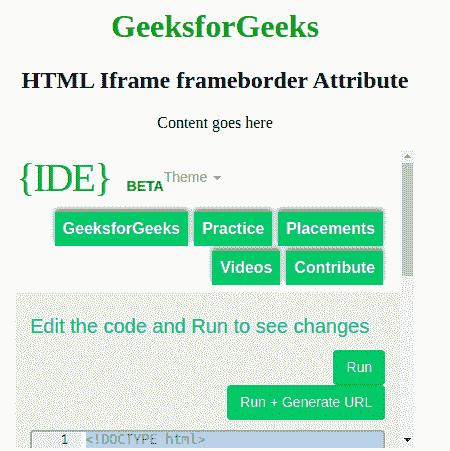 GeeksforGeeks
HTML Iframe frameborder Attribute
Content goes here
{IDE} BETA Theme
GeeksforGeeks Practice Placements
Videos Contribute
Edit the code and Run to see changes
Run
Run + Generate URL
1 <!DOCTYPE html>